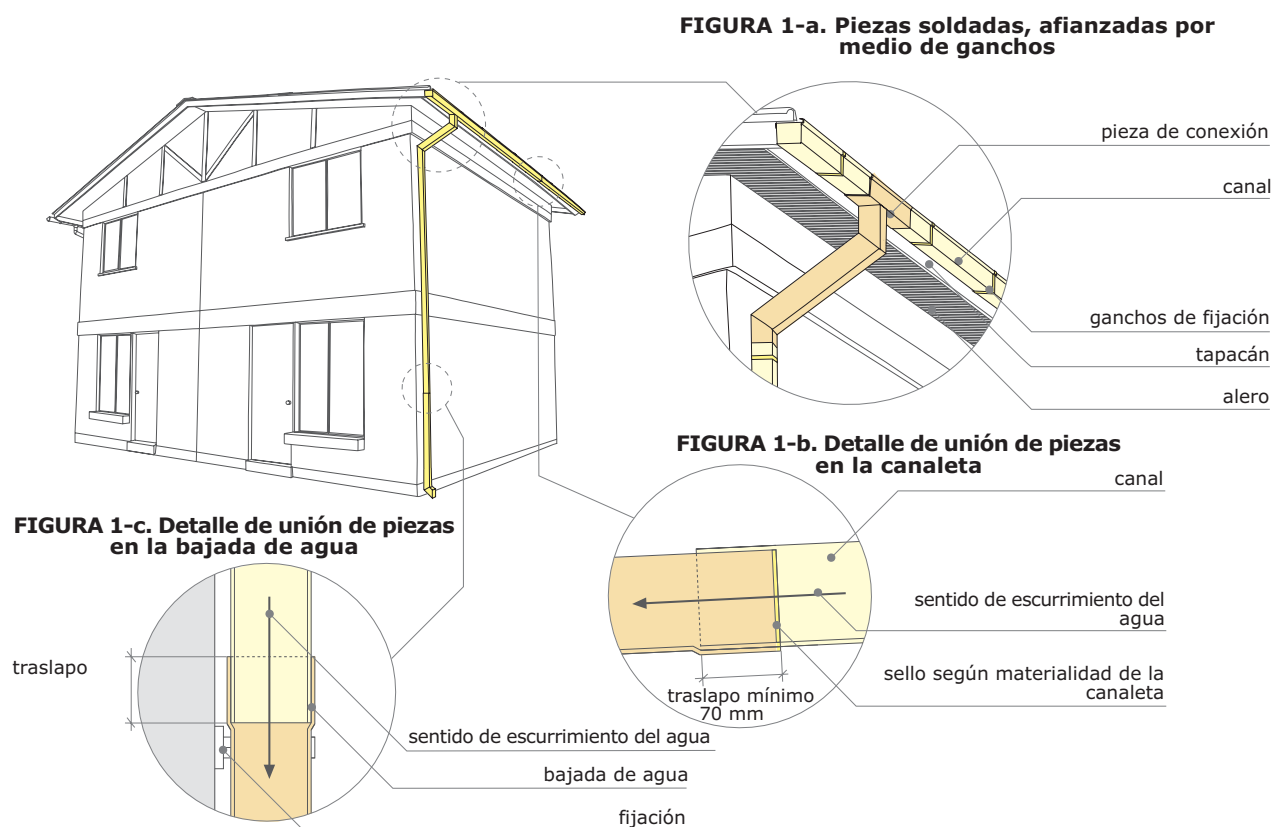 FIGURA 1-a. Piezas soldadas, afianzadas por
medio de ganchos
pieza de conexión
canal
ganchos de fijación
tapacán
alero
FIGURA 1-b. Detalle de unión de piezas
en la canaleta
canal
sentido de escurrimiento del
agua
sello según materialidad de la
canaleta
traslapo mínimo
70 mm
FIGURA 1-c. Detalle de unión de piezas
en la bajada de agua
traslapo
sentido de escurrimiento del agua
bajada de agua
fijación